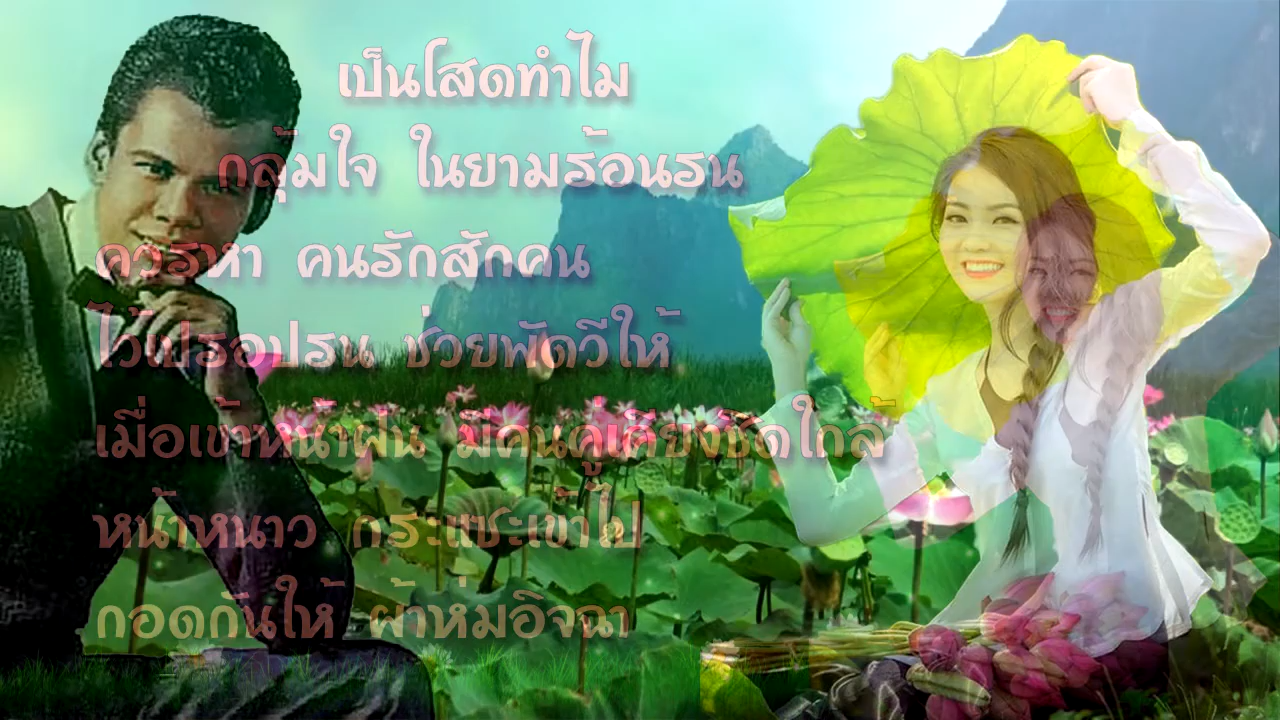 เป็นโสดทำไม
กลุ้มใจ ในยามร้อนรน
ควรหา คนรักสักคน
ไว้ปรอปรน ช่วยพัดวีให้
เมื่อเข้าหน้าฝน มีคนคู่เคียงชิดใกล้
หน้าหนาว กระแซะเข้าไป
กอดกันให้ ผ้าห่มอิจฉา